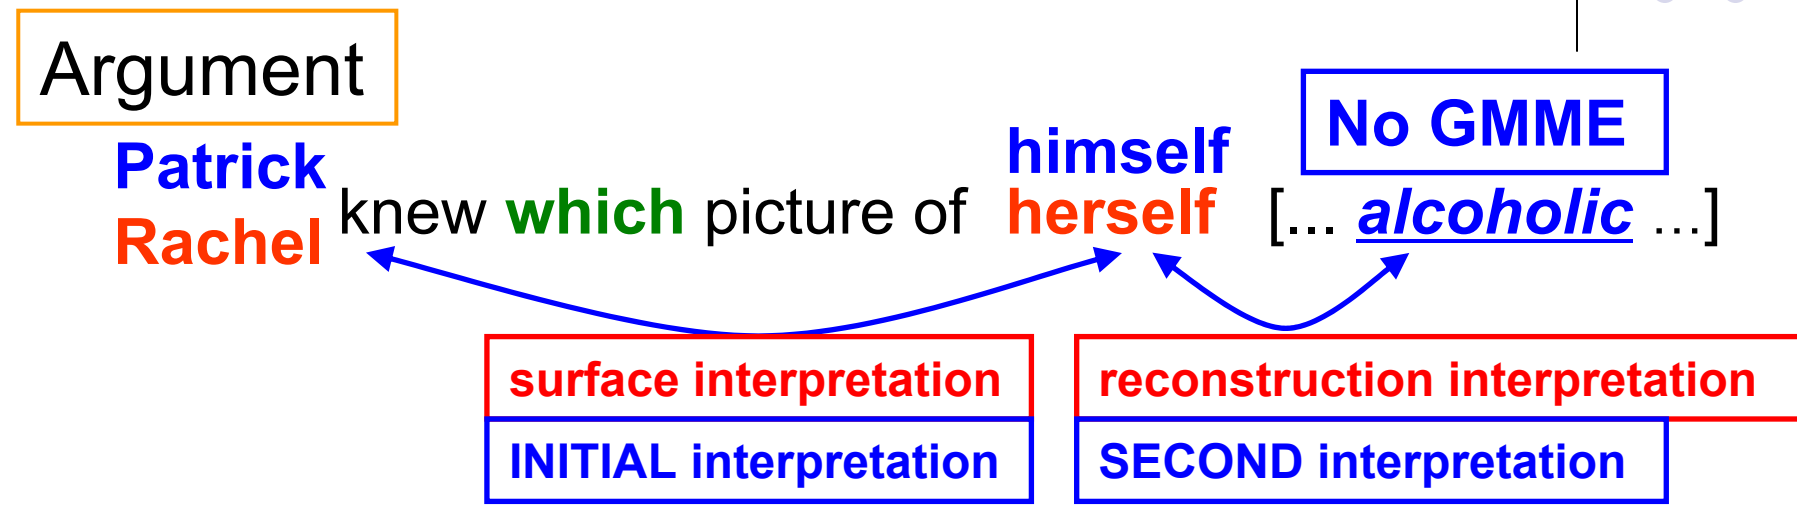 Argument
No GMME
Patrick himself
Rachel knew which picture of herself [... alcoholic ...]
surface interpretation reconstruction interpretation
INITIAL interpretation SECOND interpretation